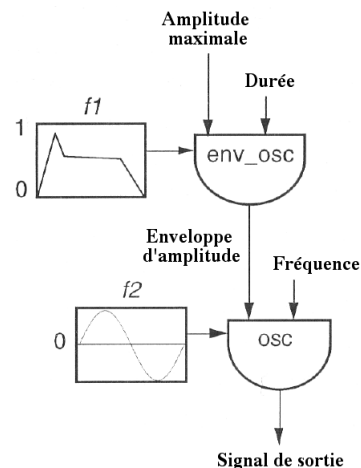 Amplitude
maximale
Durée
f1
1
0
env_osc
Enveloppe
d'amplitude
Fréquence
f2
0
osc
Signal de sortie